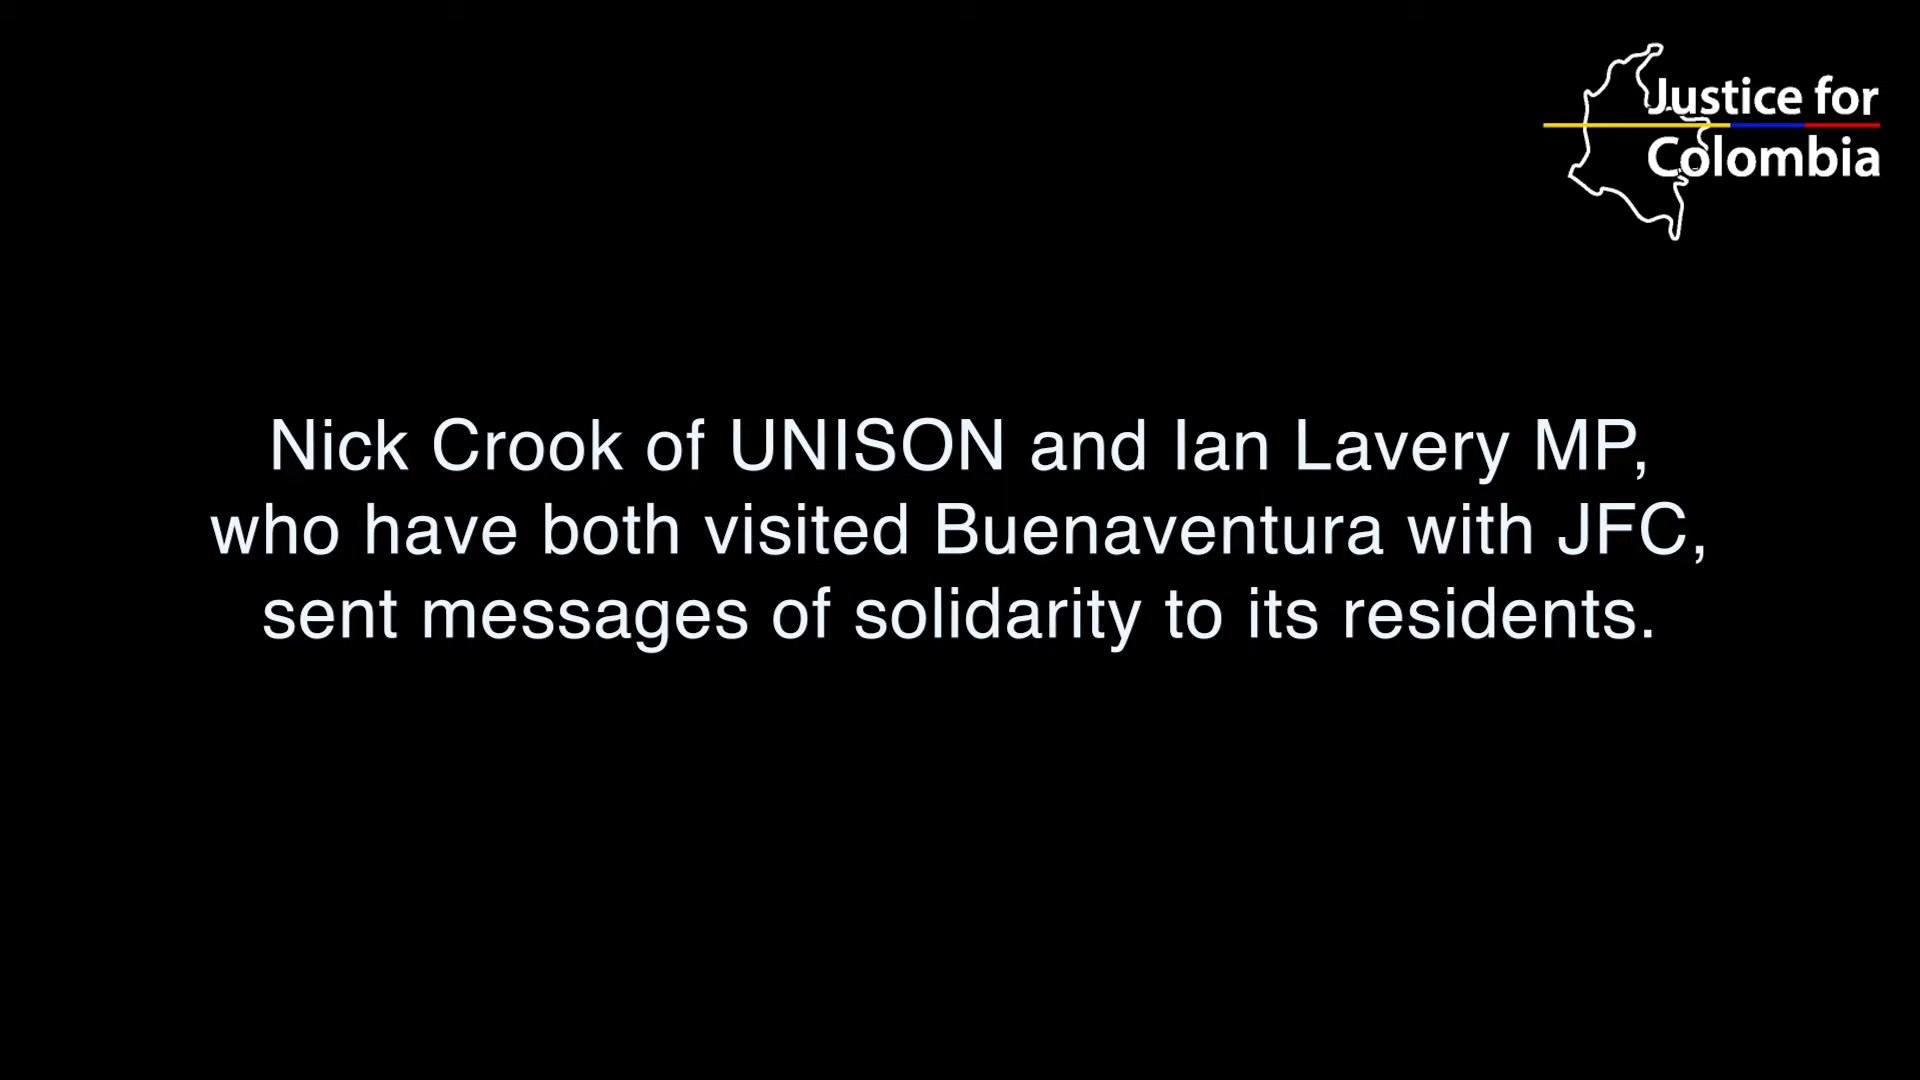 Justice for
Colombia
Nick Crook of UNISON and Ian Lavery MP,
who have both visited Buenaventura with JFC,
sent messages of solidarity to its residents.